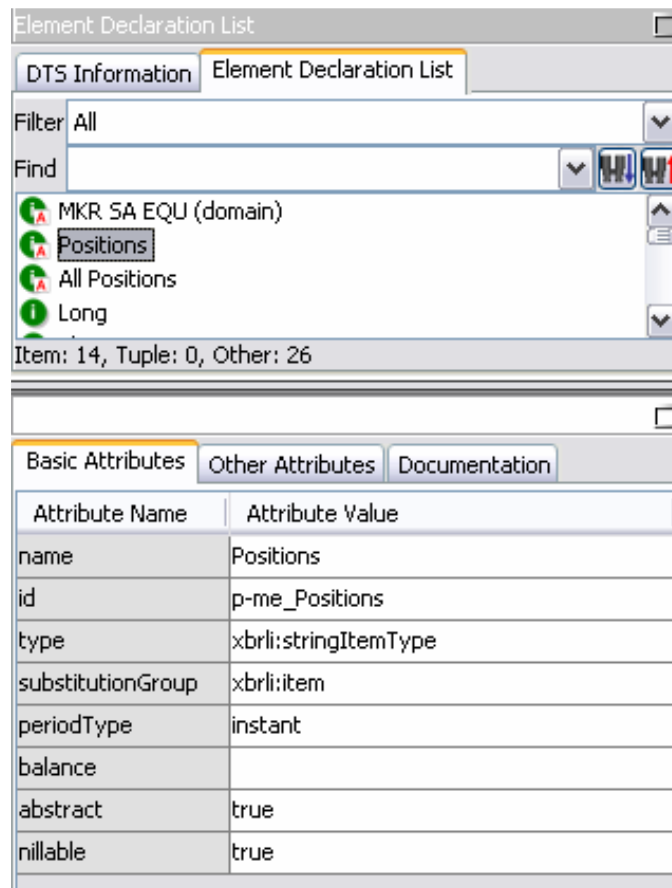 Element Declaration List
DTS Information Element Declaration List
Filter All
Find
MKR SA EQU (domain)
Positions
All Positions
Long
Item: 14, Tuple: 0, Other: 26
Basic Attributes Other Attributes Documentation
Attribute Name Attribute Value
name Positions
id p-me_Positions
type xbrli:stringItemType
substitutionGroup xbrli:item
periodType instant
balance
abstract true
nillable true